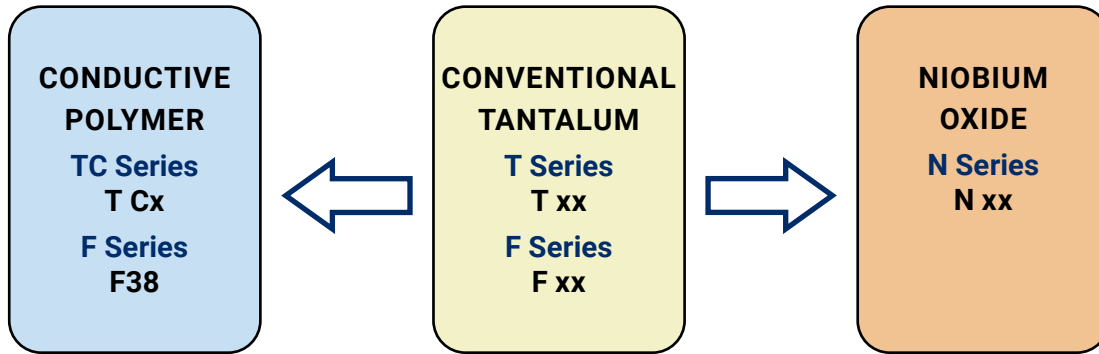 CONDUCTIVE
POLYMER
TC Series
T Cx
F Series
F38
CONVENTIONAL
TANTALUM
T Series
T xx
F Series
F xx
NIOBIUM
OXIDE
N Series
N xx